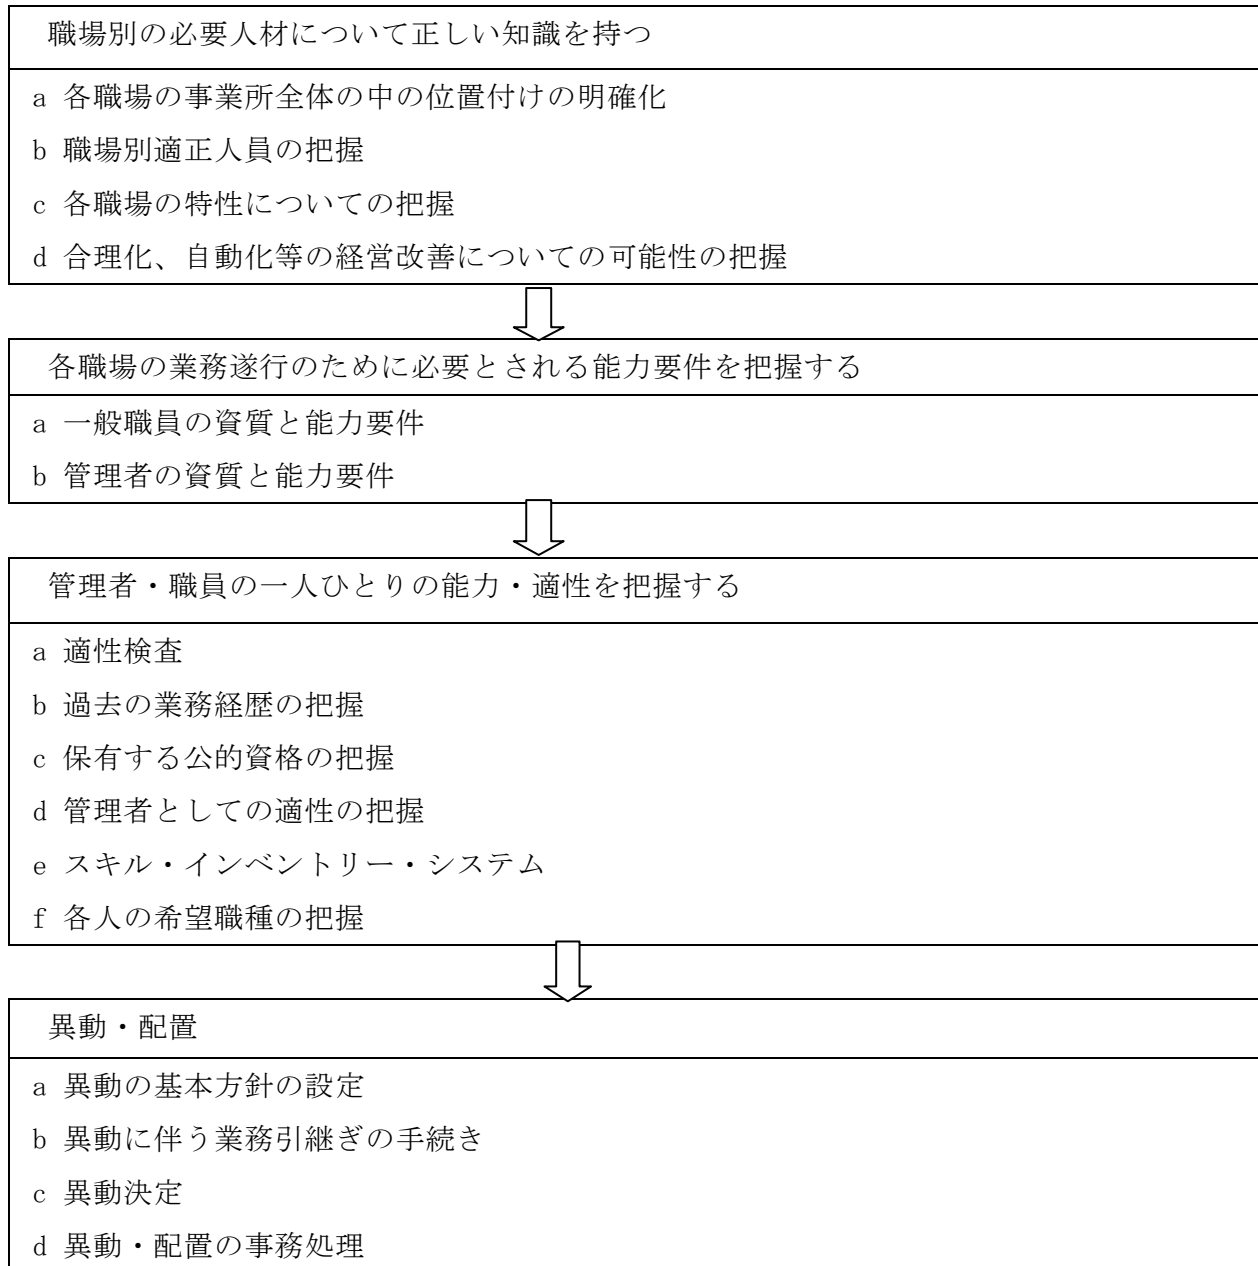 職場別の必要人材について正しい知識を持つ
a 各職場の事業所全体の中の位置付けの明確化
b 職場別適正人員の把握
c 各職場の特性についての把握
d 合理化、自動化等の経営改善についての可能性の把握
各職場の業務遂行のために必要とされる能力要件を把握する
a 一般職員の資質と能力要件
b 管理者の資質と能力要件
管理者・職員の一人ひとりの能力・適性を把握する
a 適性検査
b 過去の業務経歴の把握
c 保有する公的資格の把握
d 管理者としての適性の把握
e スキル・インベントリー・システム
f 各人の希望職種の把握
異動・配置
a 異動の基本方針の設定
b 異動に伴う業務引継ぎの手続き
c 異動決定
d 異動・配置の事務処理